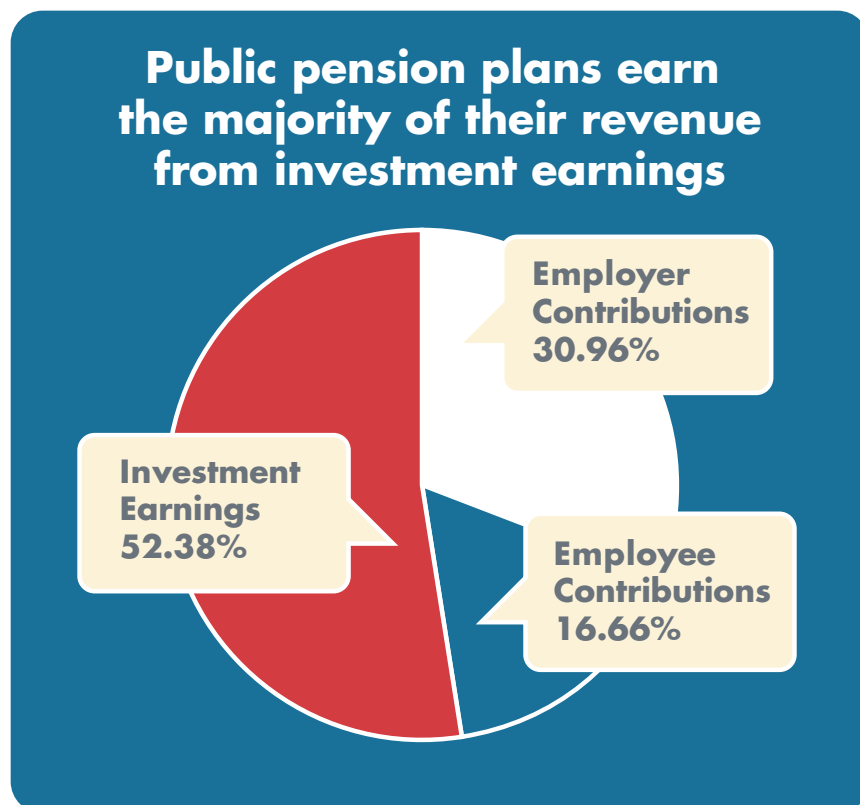 Public pension plans earn
the majority of their revenue
from investment earnings
Employer
Contributions
30.96%
Investment
Earnings
52.38%
Employee
Contributions
16.66%